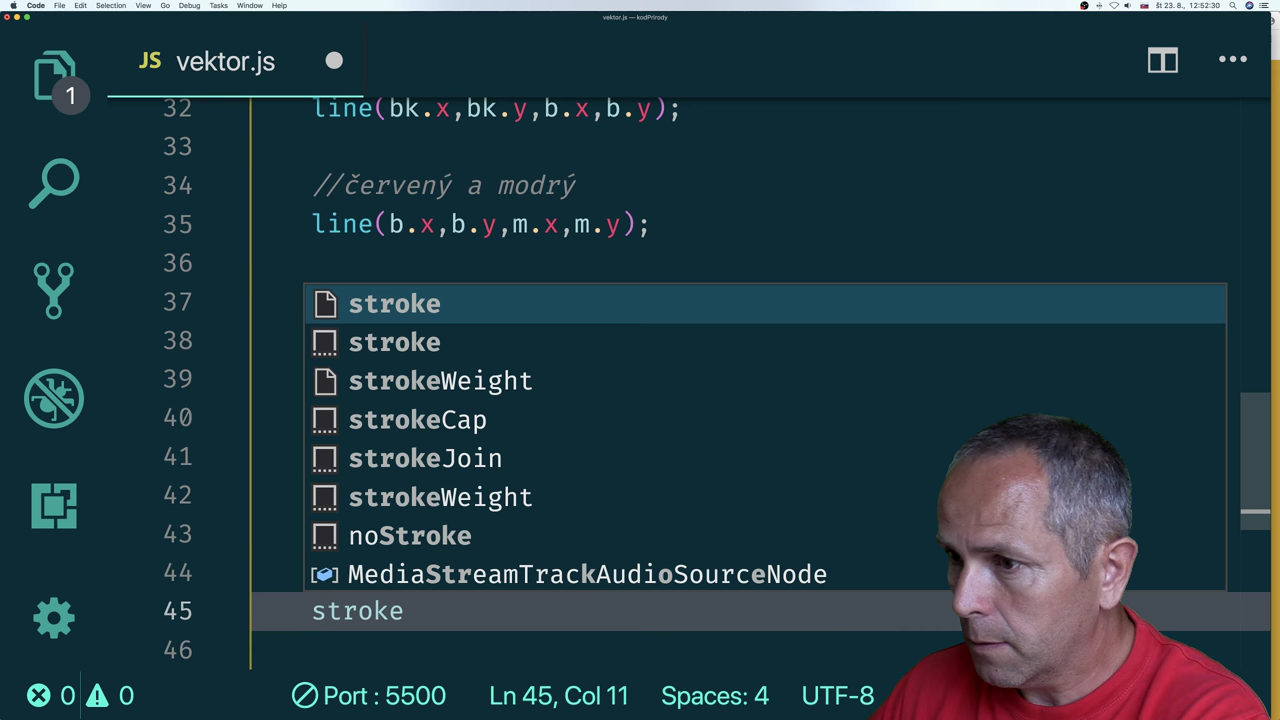 Code File Edit Selection View Go Debug Tasks Window Help
št 23. 8., 12:52:30
vektor.js — kodPrirody
JS vektor.js
1
32 line(bk.x,bk.y,b.x,b.y);
33
34 //červený a modrý
35 line(b.x,b.y,m.x,m.y);
36
37 stroke
38 stroke
39 strokeWeight
40 strokeCap
41 strokeJoin
42 strokeWeight
43 noStroke
44 MediaStreamTrackAudioSourceNode
45 stroke
46
0 0 Port : 5500 Ln 45, Col 11 Spaces: 4 UTF-8